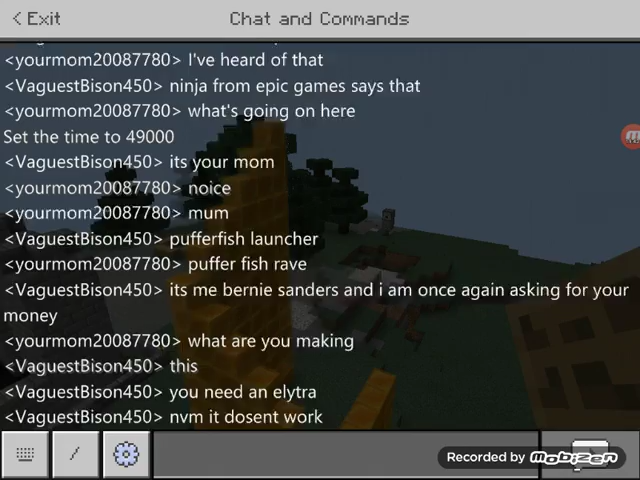 < Exit
Chat and Commands
<yourmom20087780> I've heard of that
<VaguestBison450> ninja from epic games says that
<yourmom20087780> what's going on here
Set the time to 49000
<VaguestBison450> its your mom
<yourmom20087780> noice
<yourmom20087780> mum
<VaguestBison450> pufferfish launcher
<yourmom20087780> puffer fish rave
<VaguestBison450> its me bernie sanders and i am once again asking for your
money
<yourmom20087780> what are you making
<VaguestBison450> this
<VaguestBison450> you need an elytra
<VaguestBison450> nvm it dosent work
/
Recorded by Mobizen